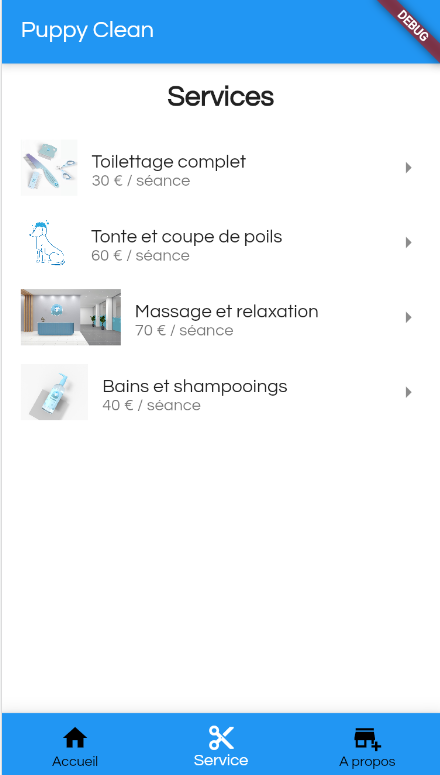 Puppy Clean
DEBUG
Services
Toilettage complet
30 € / séance
Tonte et coupe de poils
60 € / séance
Massage et relaxation
70 € / séance
Bains et shampooings
40 € / séance
Accueil
Service
A propos